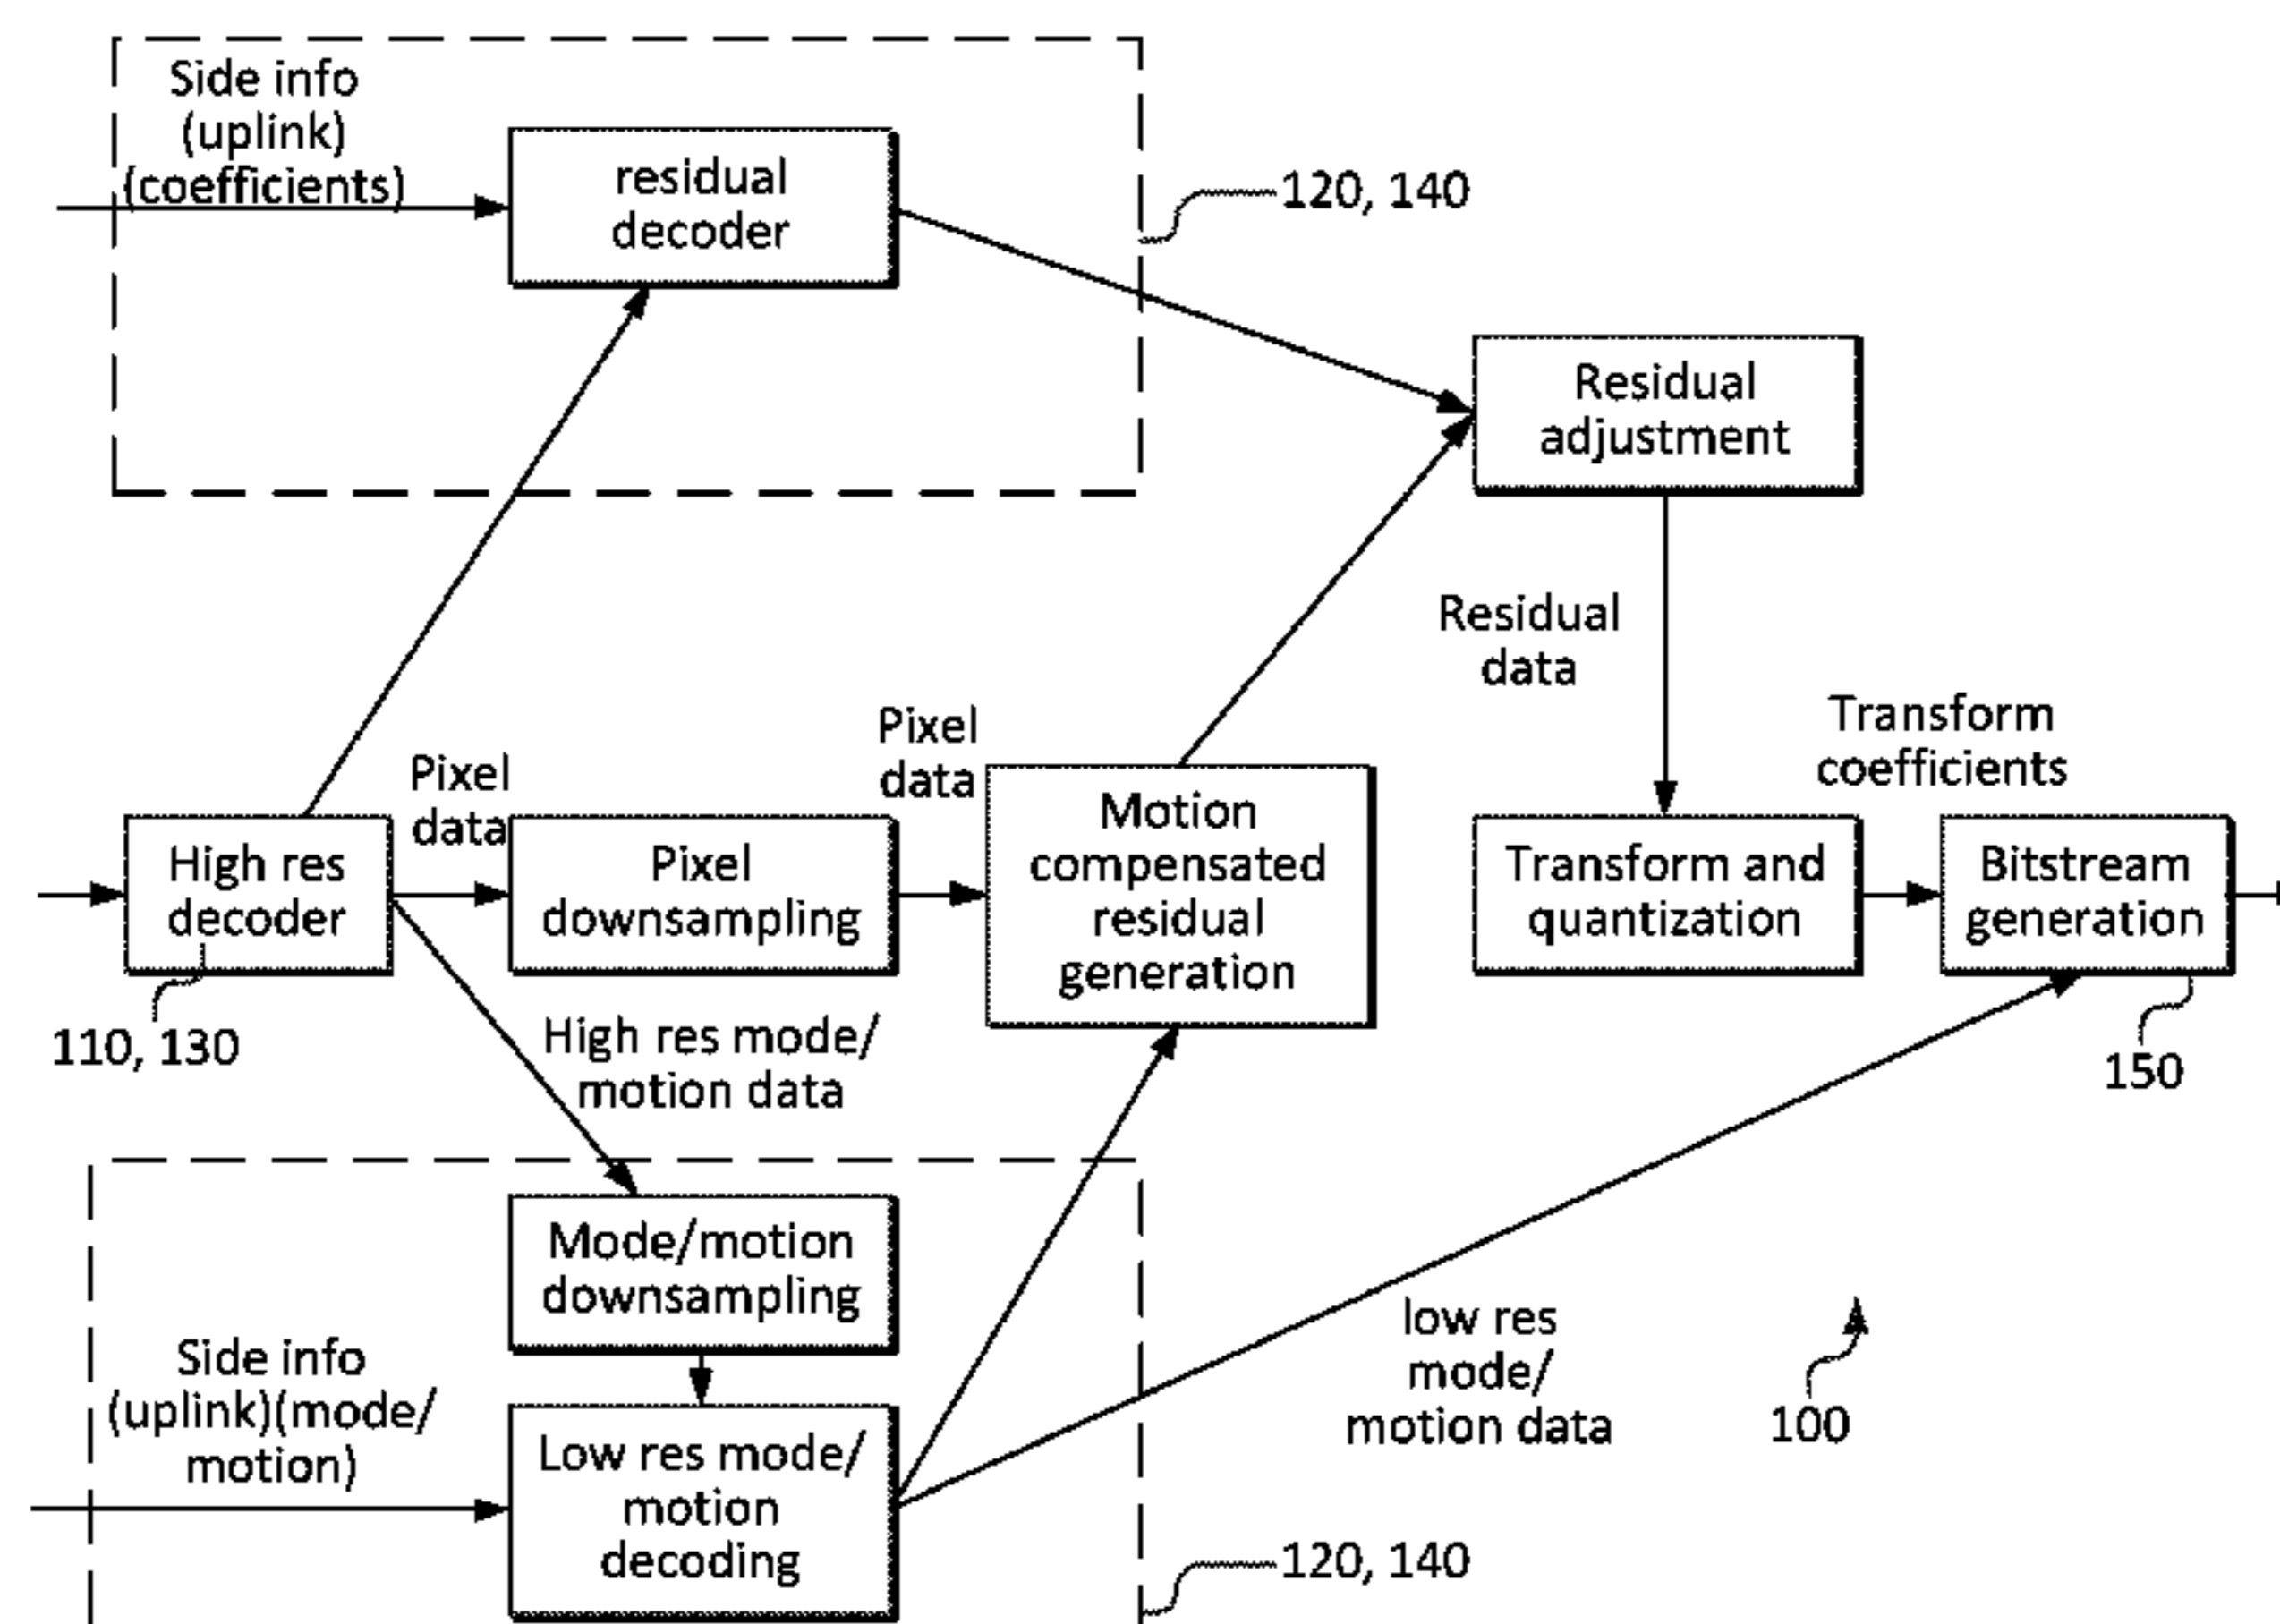 Side info
(uplink)
(coefficients)
residual
decoder
120, 140
Residual
adjustment
Residual
data
Transform
coefficients
Pixel
data
Pixel
data
High res
decoder
Pixel
downsampling
Motion
compensated
residual
generation
Transform and
quantization
Bitstream
generation
110, 130
High res mode/
motion data
150
Mode/motion
downsampling
Side info
(uplink)(mode/
motion)
Low res mode/
motion
decoding
low res
mode/
motion data
100
120, 140